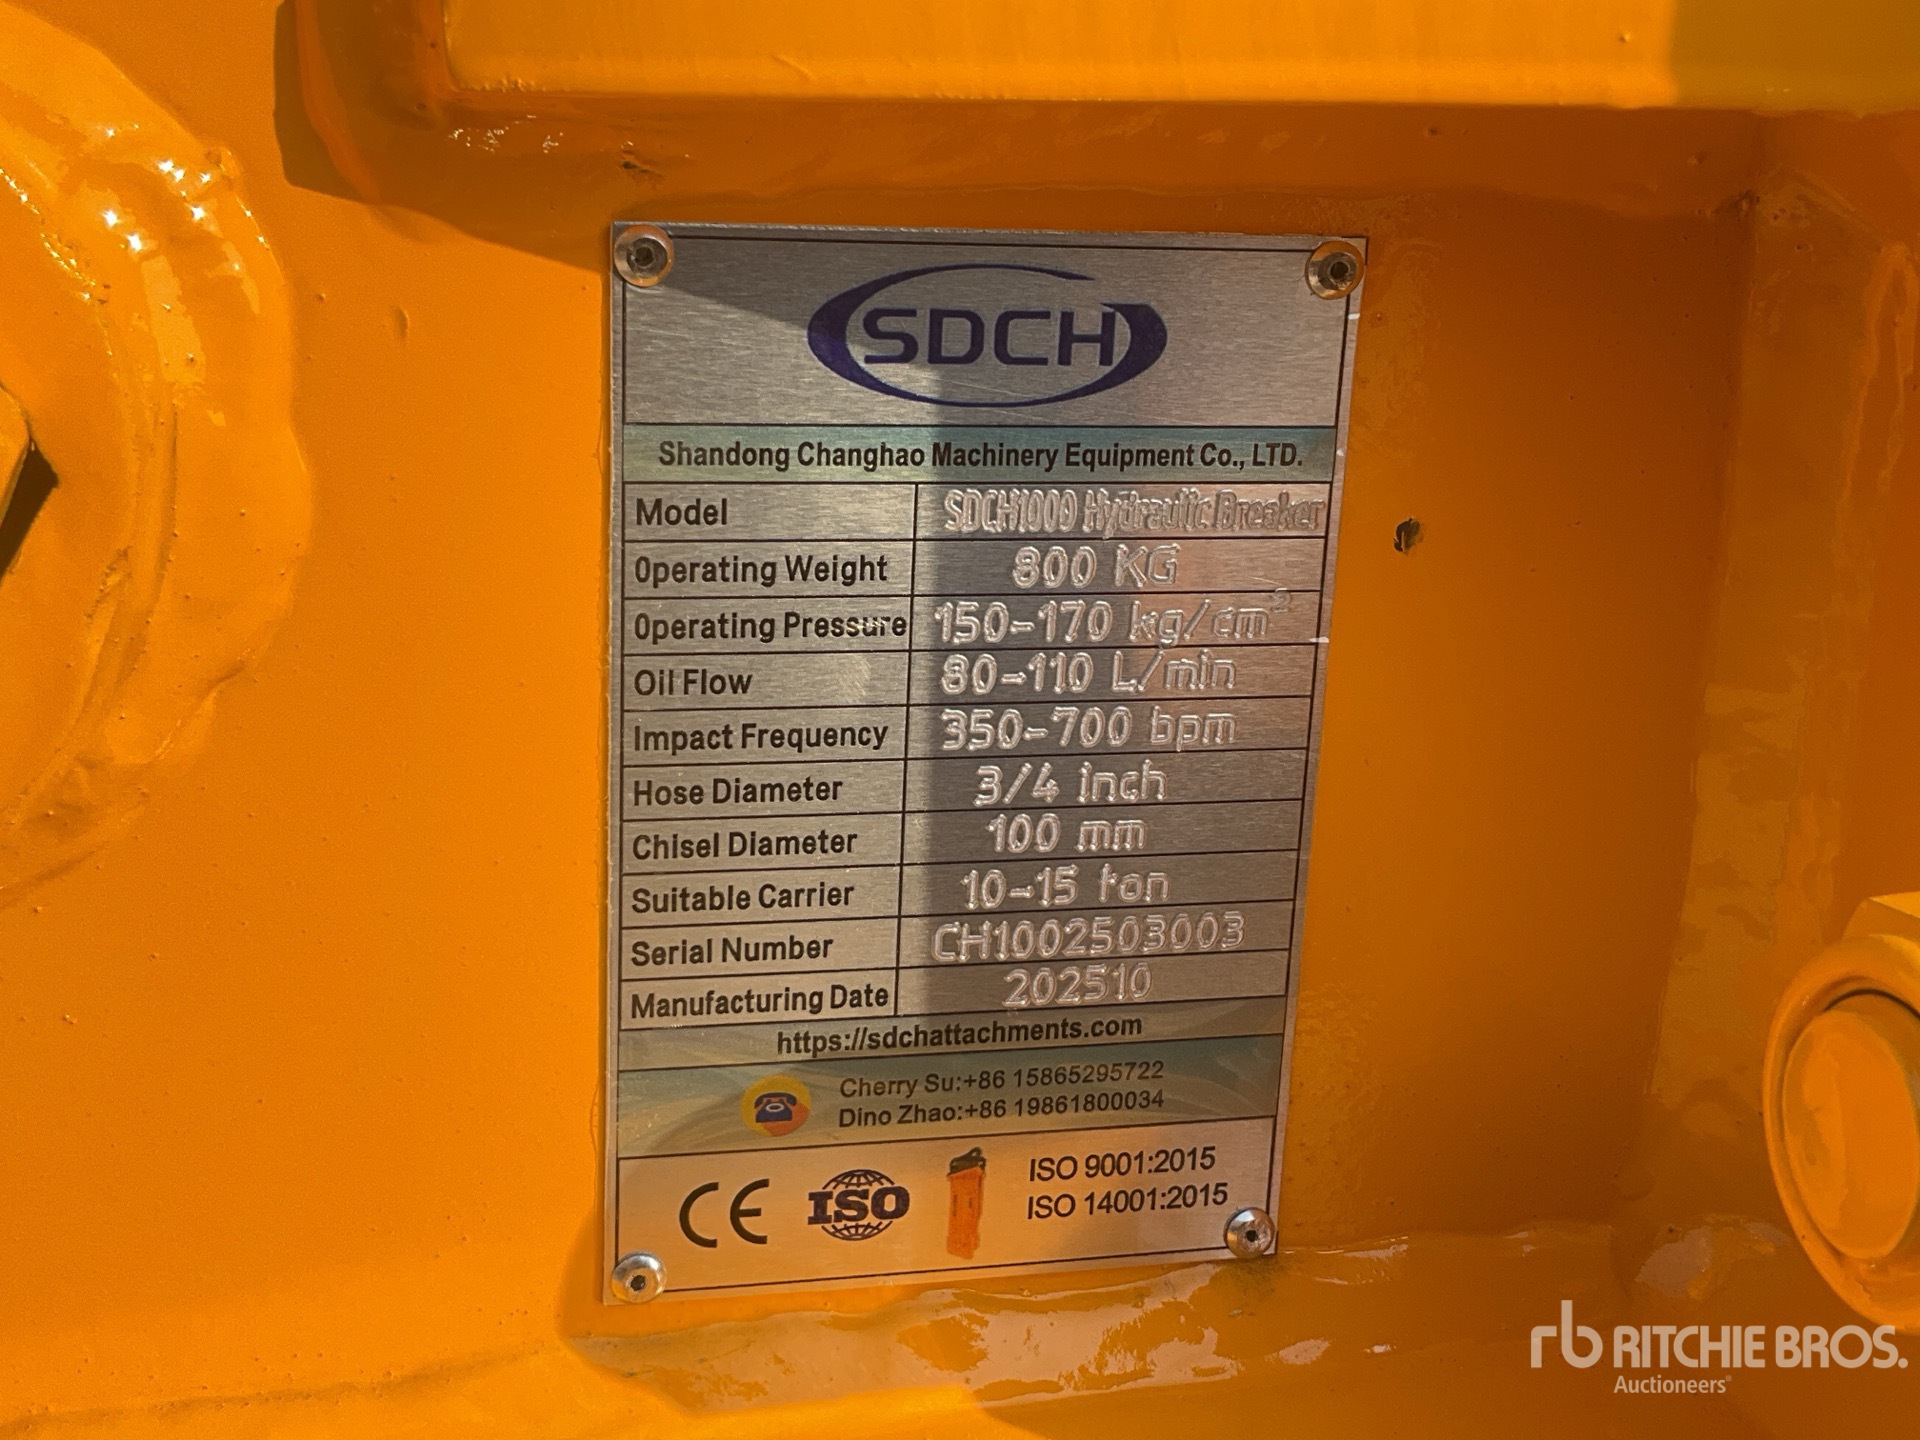 SDCH
Shandong Changhao Machinery Equipment Co., LTD.
Model SDCH1000 Hydraulic Breaker
Operating Weight 800 KG
Operating Pressure 150-170 kg/cm²
Oil Flow 80-110 L/min
Impact Frequency 350-700 bpm
Hose Diameter 3/4 inch
Chisel Diameter 100 mm
Suitable Carrier 10-15 ton
Serial Number CH1002503003
Manufacturing Date 202510
https://sdchattachments.com
Cherry Su:+86 15865295722
Dino Zhao:+86 19861800034
CE ISO ISO 9001:2015
ISO 14001:2015
rb RITCHIE BROS.
Auctioneers®